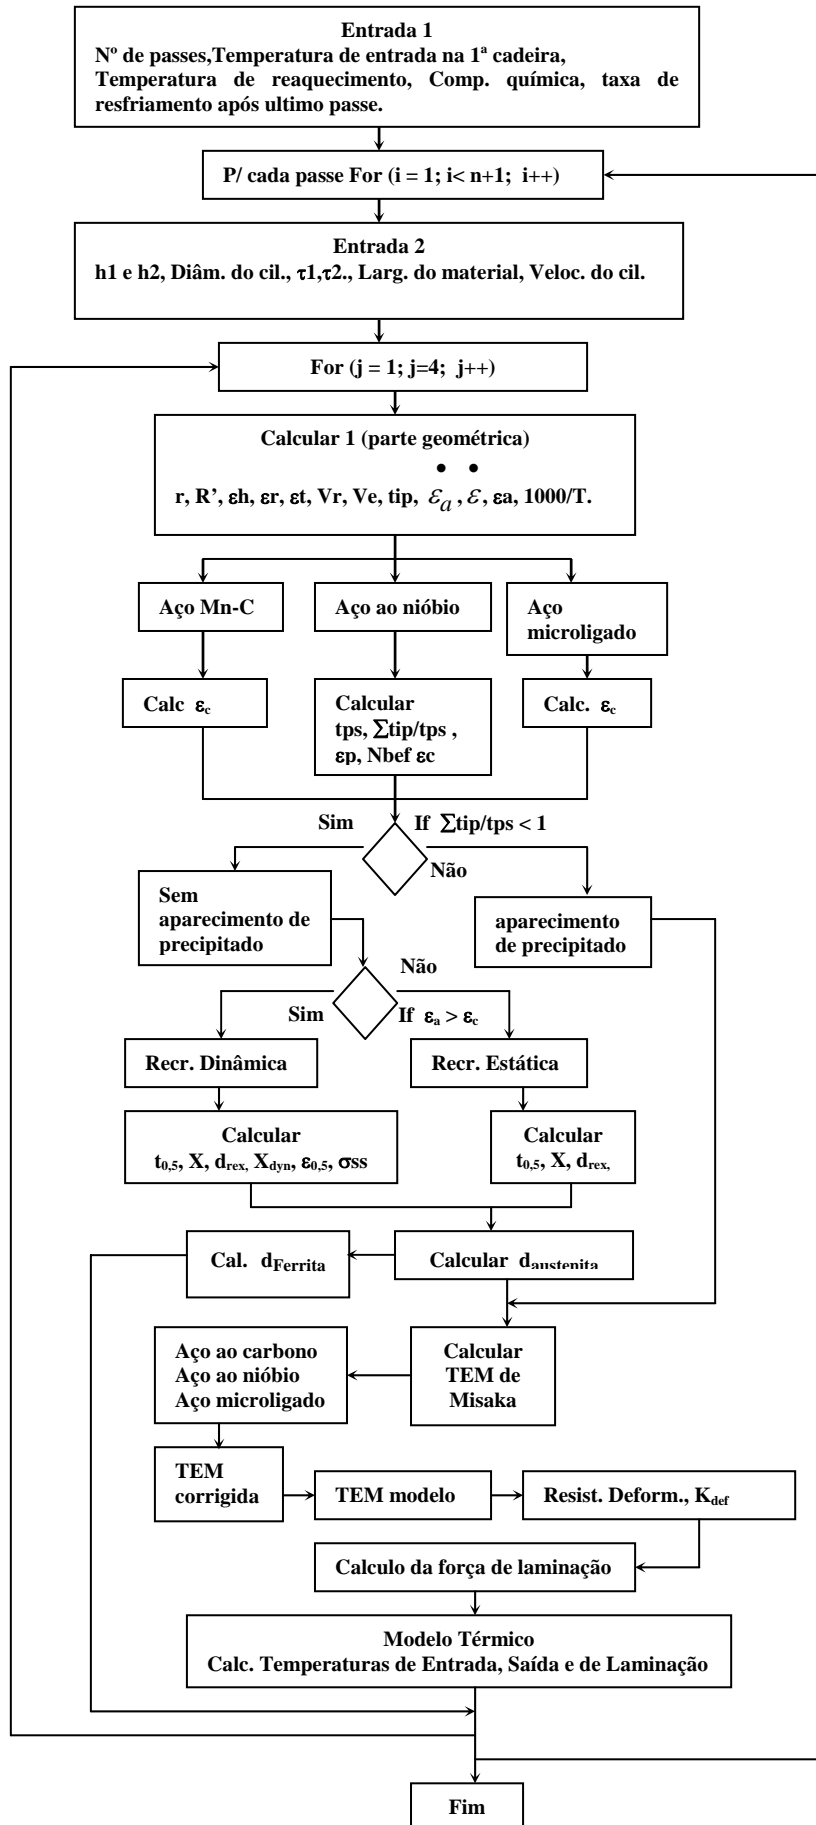 Entrada 1
Nº de passes,Temperatura de entrada na 1ª cadeira,
Temperatura de reaquecimento, Comp. química, taxa de
resfriamento após ultimo passe.
P/ cada passe For (i = 1; i< n+1; i++)
Entrada 2
h1 e h2, Diâm. do cil., τ1,τ2., Larg. do material, Veloc. do cil.
For (j = 1; j=4; j++)
Calcular 1 (parte geométrica)
r, R’, εh, εr, εt, Vr, Ve, tip, ε̇a, ε̇, εa, 1000/T.
Aço Mn-C
Aço ao nióbio
Aço
microligado
Calc εc
Calcular
tps, Σtip/tps ,
εp, Nbef εc
Calc. εc
Sim
If Σtip/tps < 1
Não
Sem
aparecimento de
precipitado
aparecimento
de precipitado
Não
Sim
If εa > εc
Recr. Dinâmica
Recr. Estática
Calcular
t0,5, X, drex, Xdyn, ε0,5, σss
Calcular
t0,5, X, drex,
Cal. dFerrita
Calcular daustenita
Aço ao carbono
Aço ao nióbio
Aço microligado
Calcular
TEM de
Misaka
TEM
corrigida
TEM modelo
Resist. Deform., Kdef
Calculo da força de laminação
Modelo Térmico
Calc. Temperaturas de Entrada, Saída e de Laminação
Fim